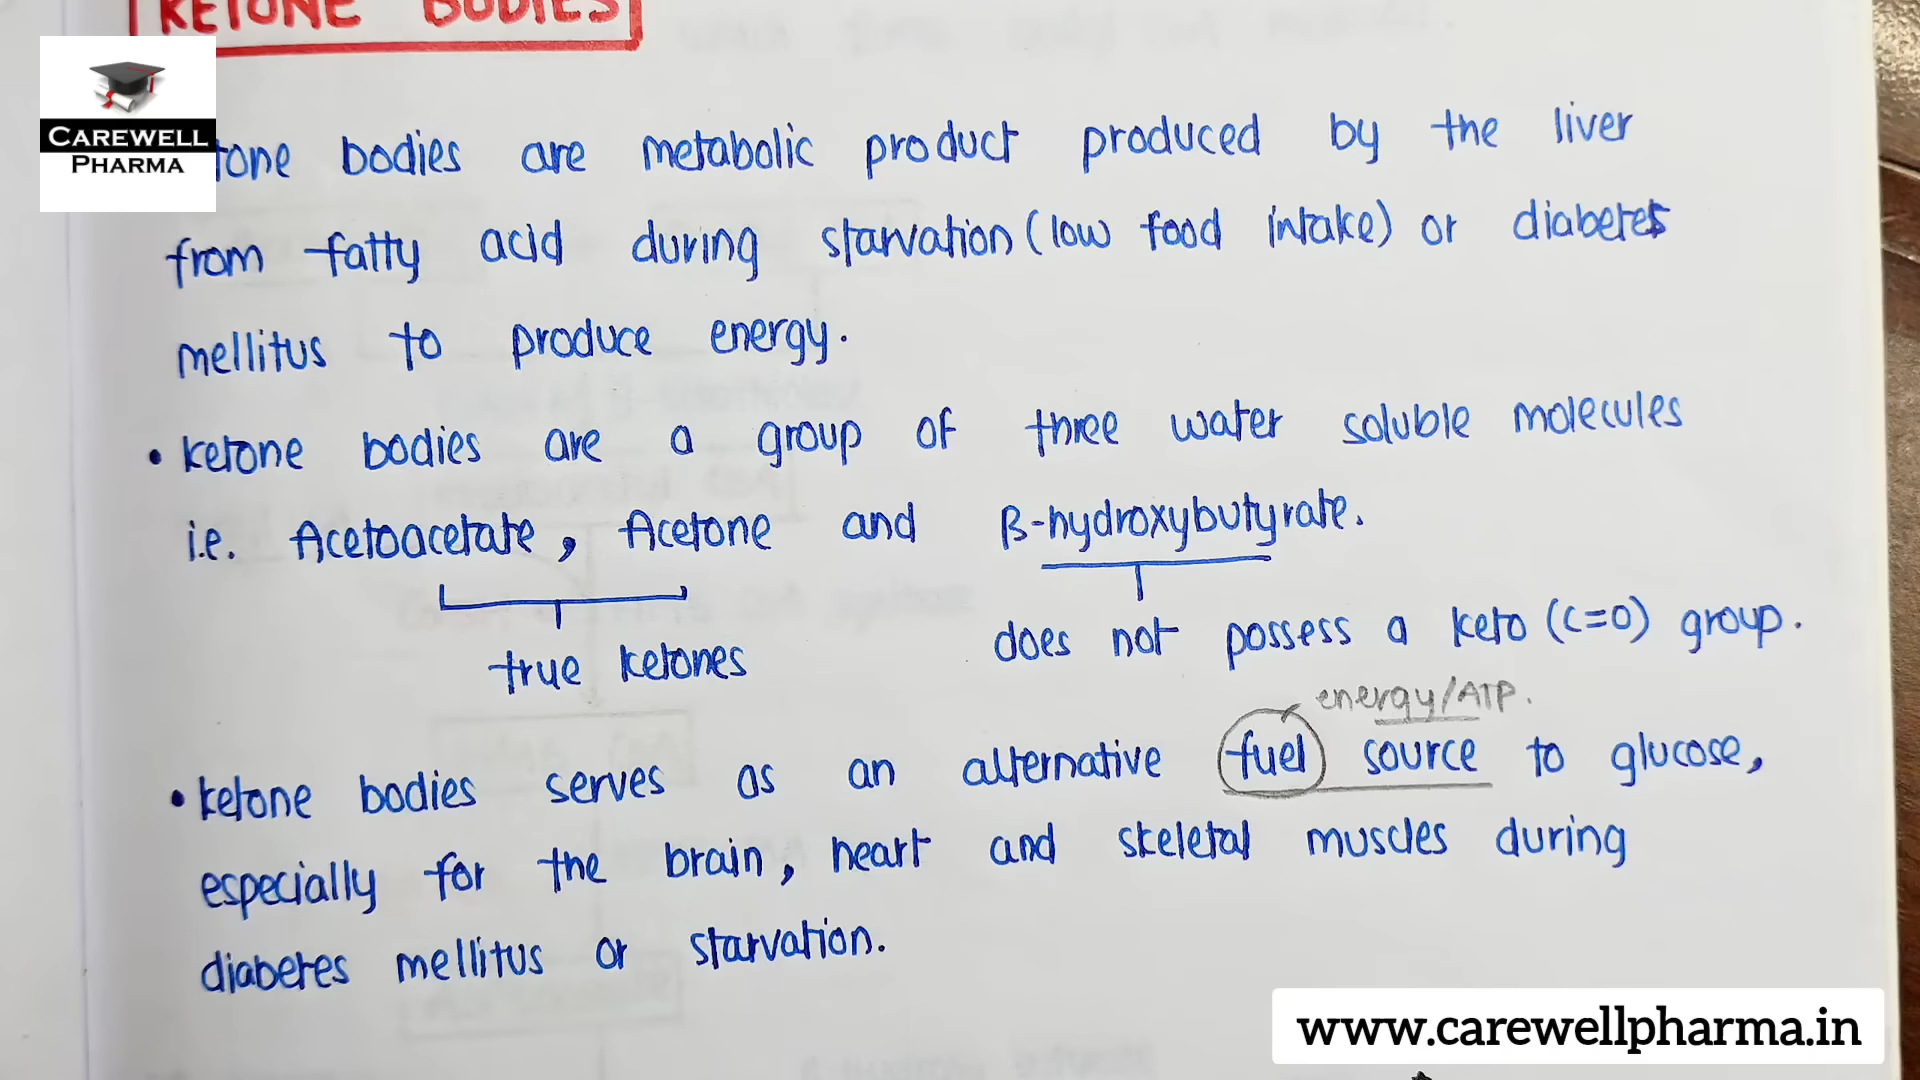 KETONE BODIES
CAREWELL
PHARMA
tone bodies are metabolic product produced by the liver
from fatty acid during starvation (low food intake) or diabetes
mellitus to produce energy.
• ketone bodies are a group of three water soluble molecules
i.e. Acetoacetate, Acetone and β-hydroxybutyrate.
true ketones
does not possess a keto (C=O) group.
energy/ATP.
• ketone bodies serves as an alternative fuel source to glucose,
especially for the brain, heart and skeletal muscles during
diabetes mellitus or starvation.
www.carewellpharma.in